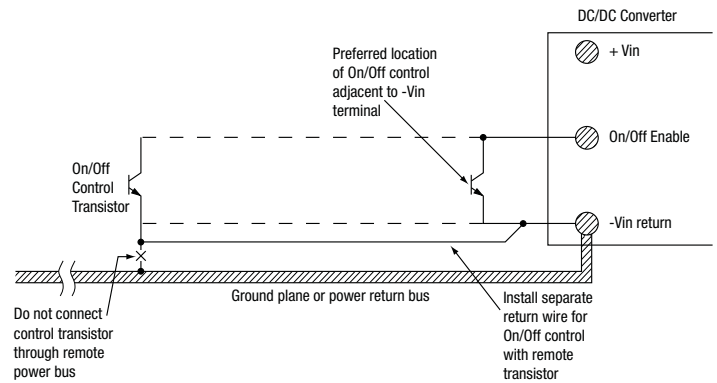 DC/DC Converter
+ Vin
Preferred location
of On/Off control
adjacent to -Vin
terminal
On/Off Enable
On/Off
Control
Transistor
-Vin return
Ground plane or power return bus
Do not connect
control transistor
through remote
power bus
Install separate
return wire for
On/Off control
with remote
transistor